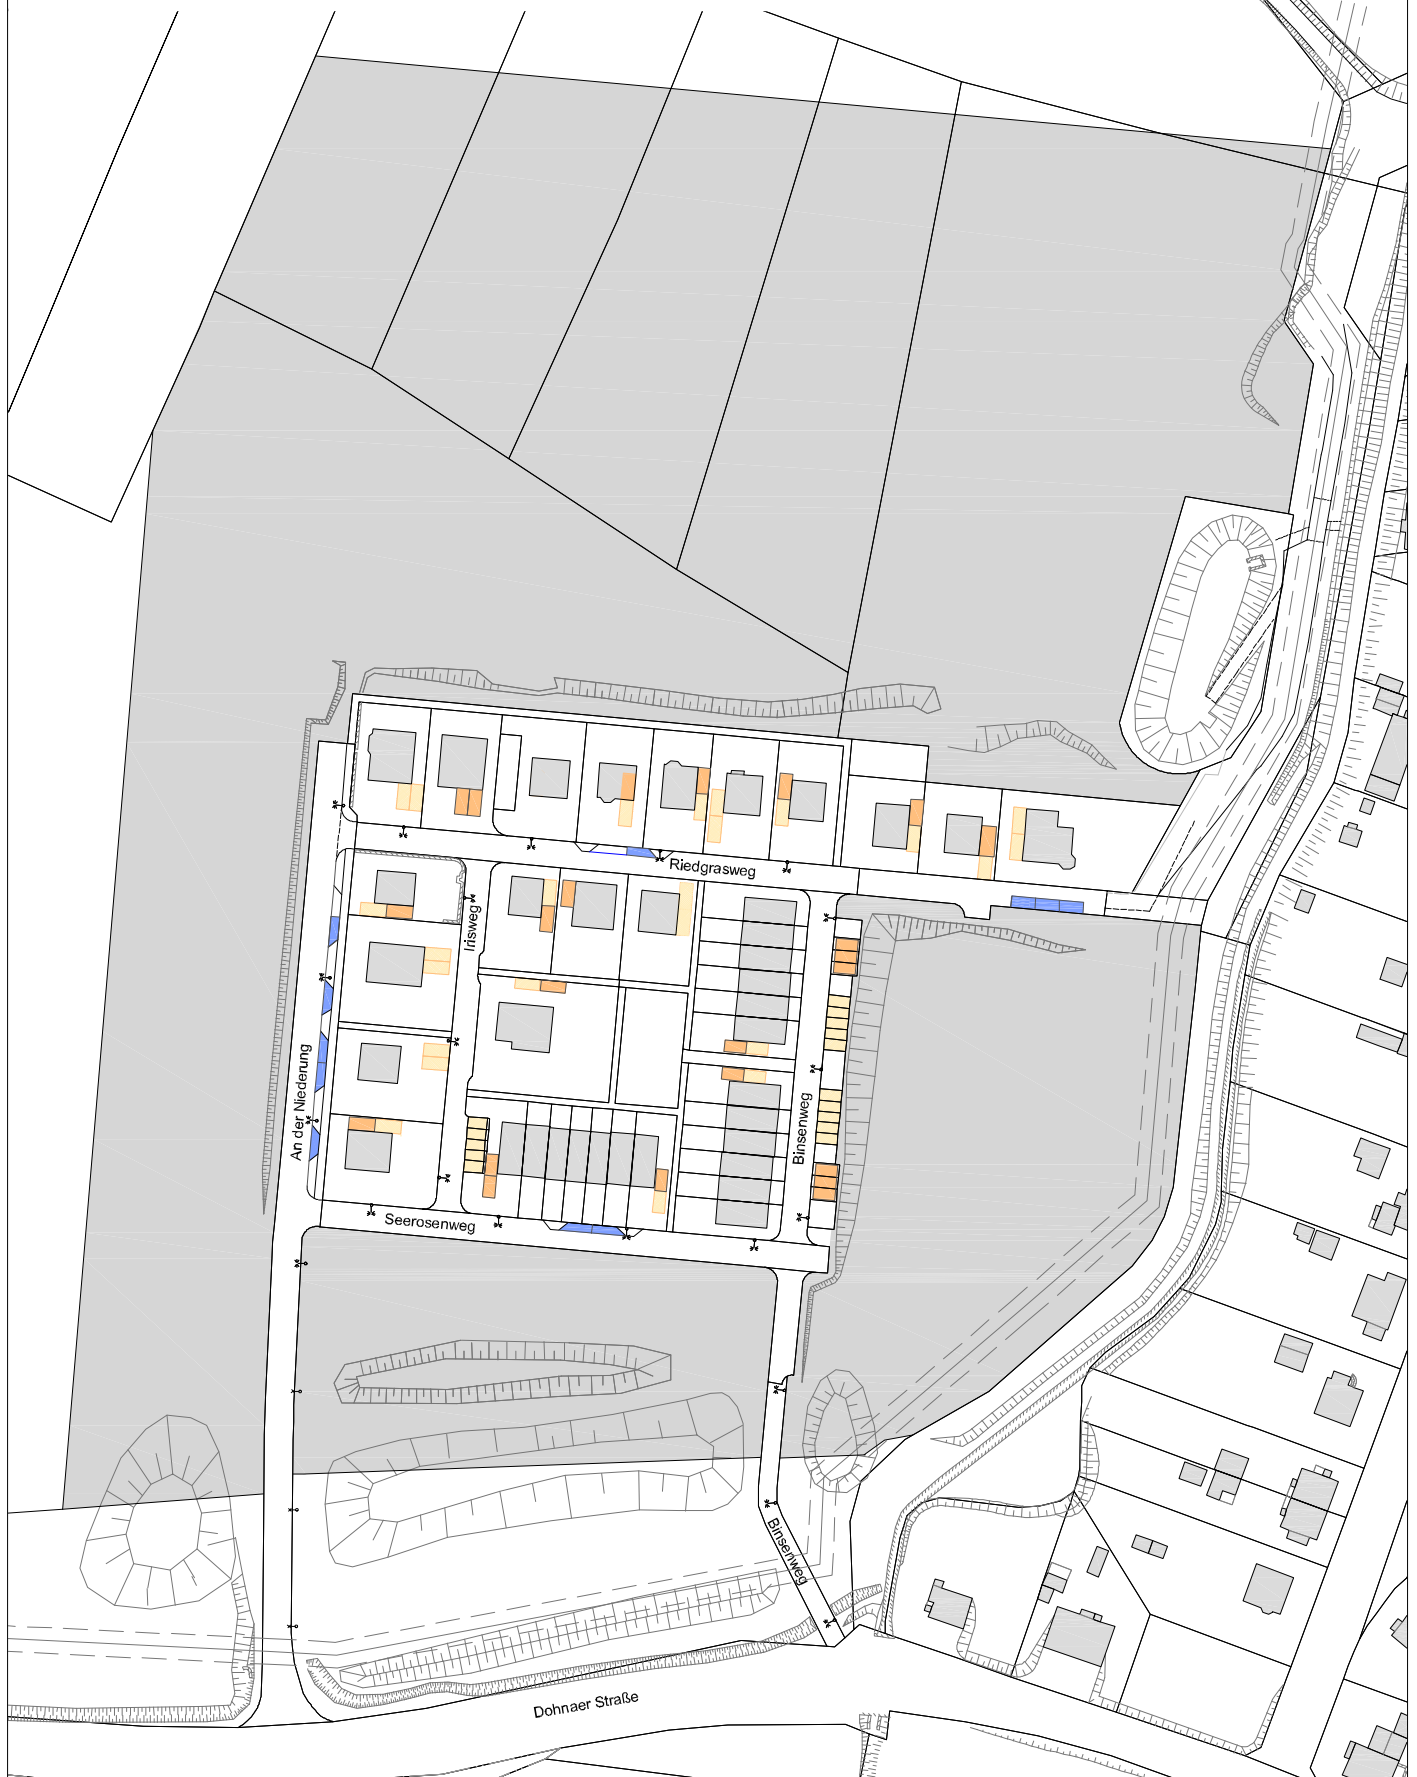 Riedgrasweg
Irisweg
An der Niederung
Binsenweg
Seerosenweg
Binsenweg
Dohnaer Straße